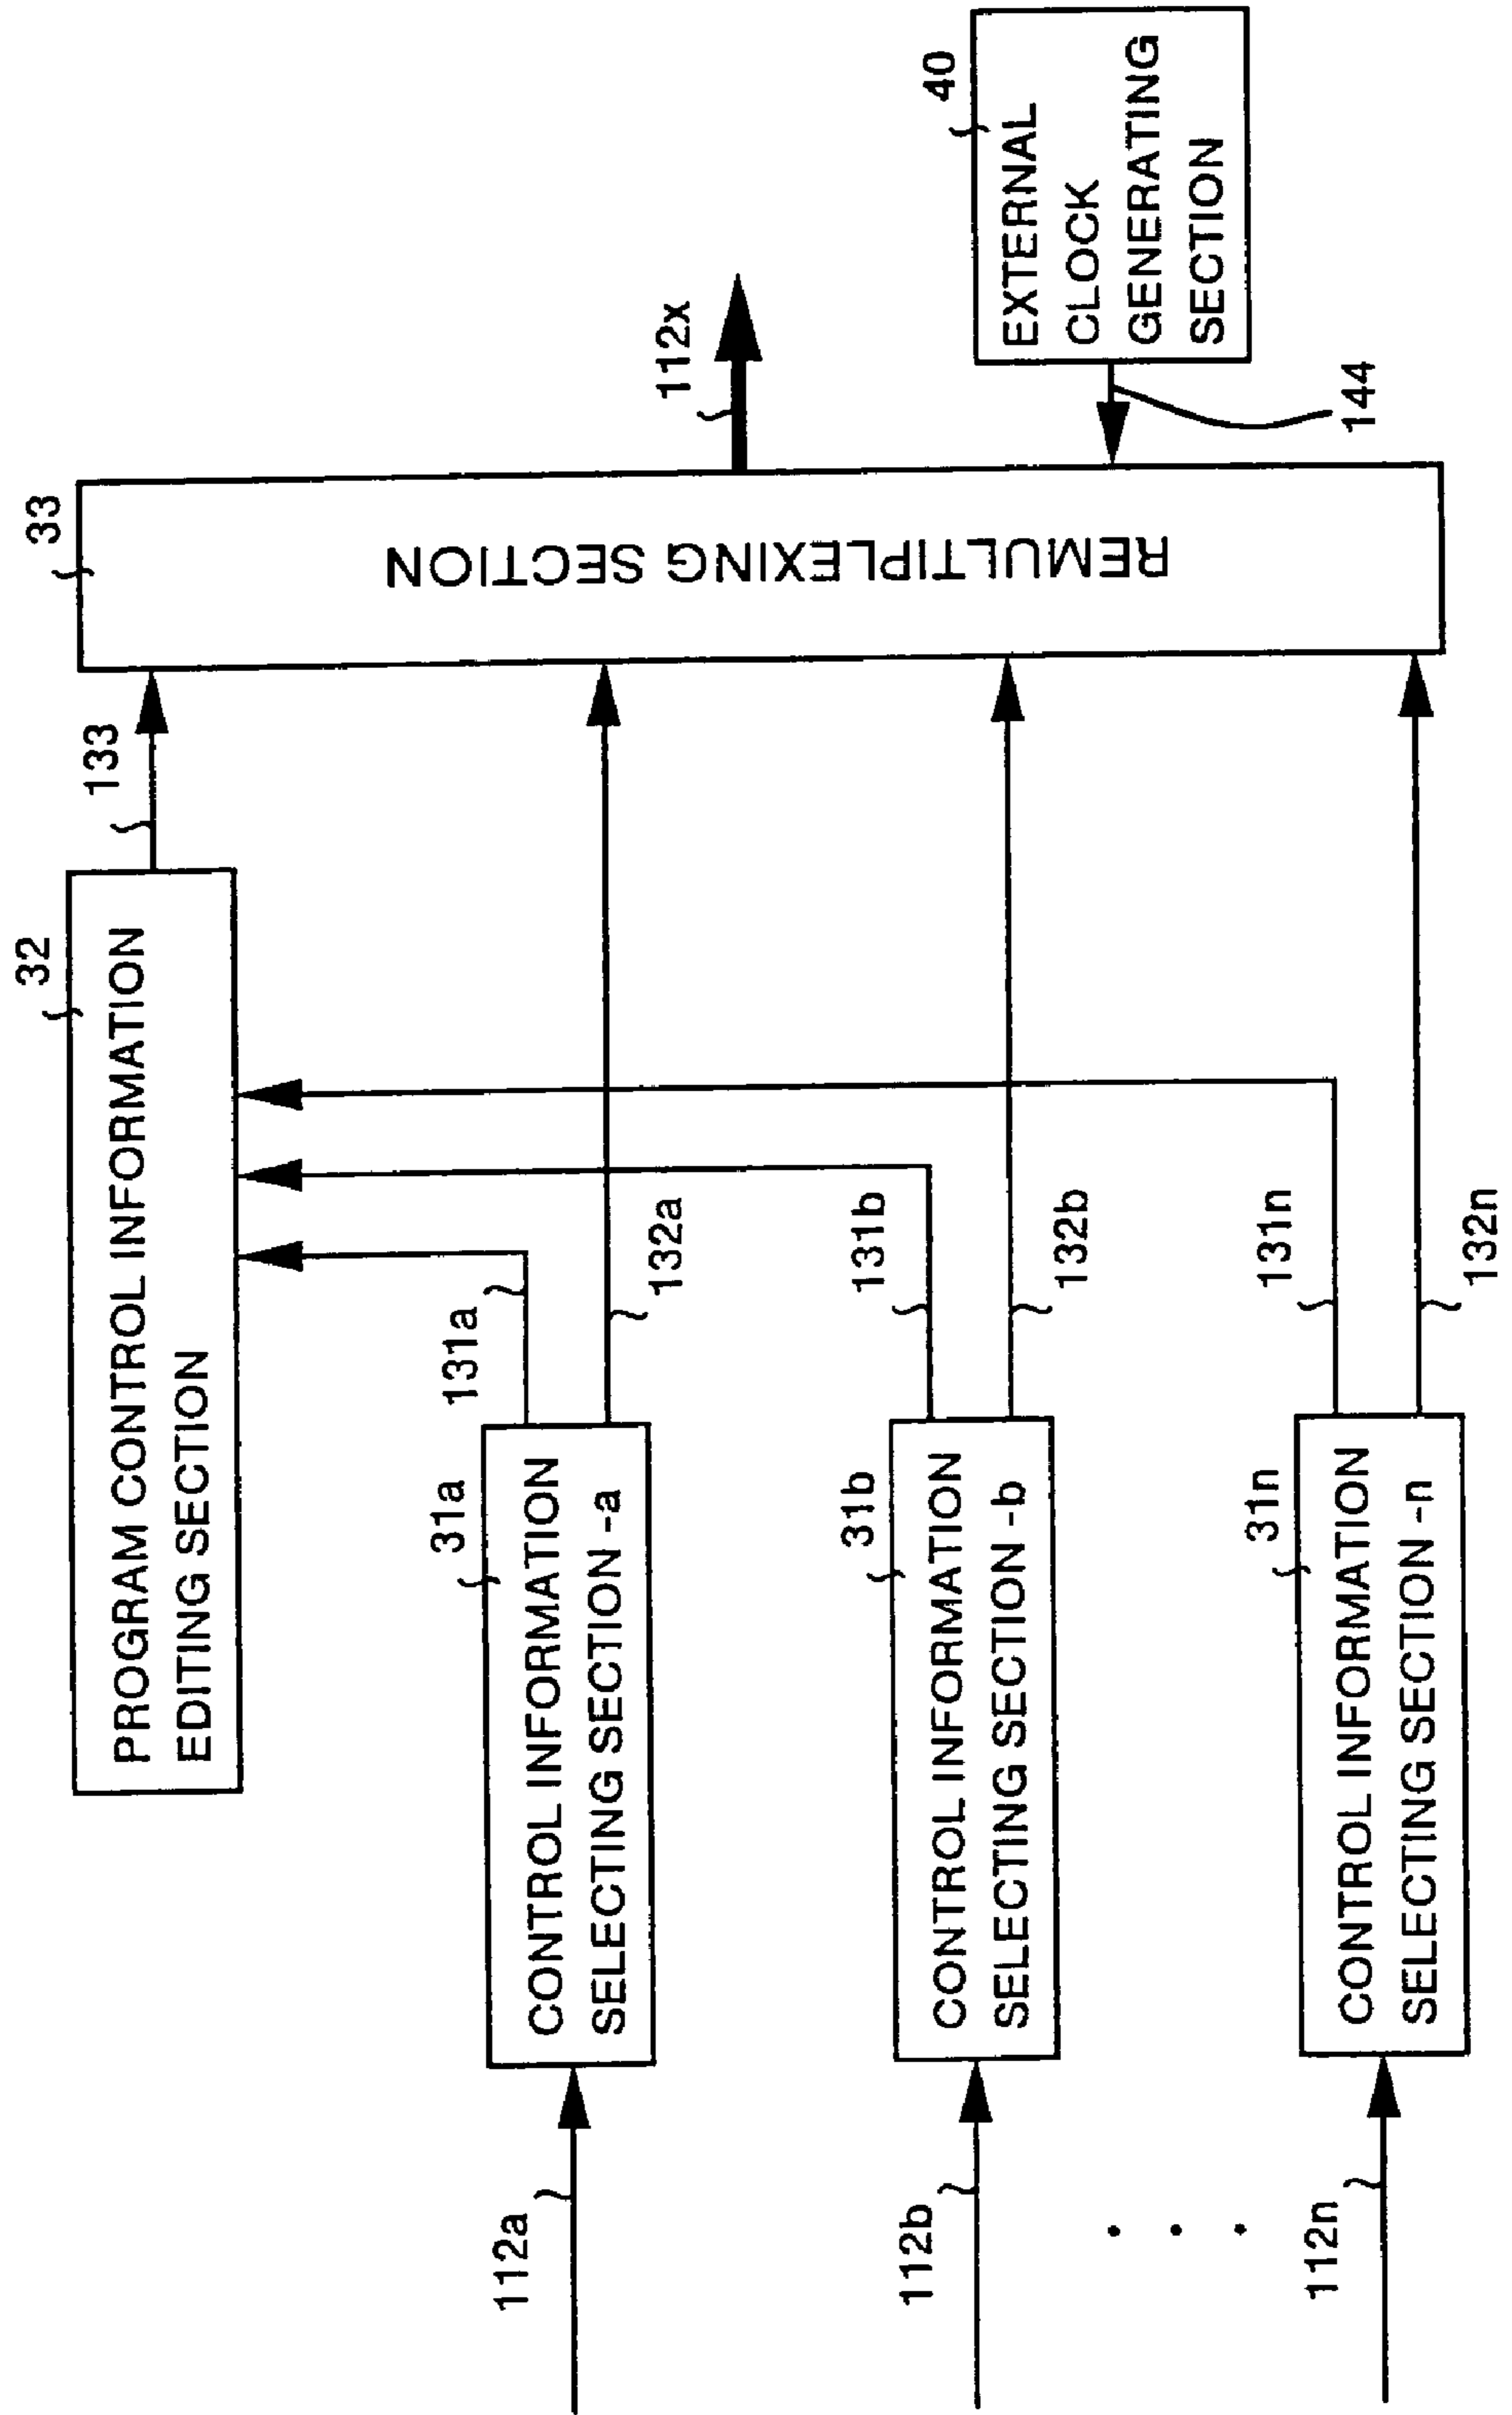 32
PROGRAM CONTROL INFORMATION
EDITING SECTION
133
33
REMULTIPLEXING SECTION
112x
40
EXTERNAL
CLOCK
GENERATING
SECTION
144
112a
31a
CONTROL INFORMATION
SELECTING SECTION -a
131a
132a
112b
31b
CONTROL INFORMATION
SELECTING SECTION -b
131b
132b
112n
31n
CONTROL INFORMATION
SELECTING SECTION -n
131n
132n